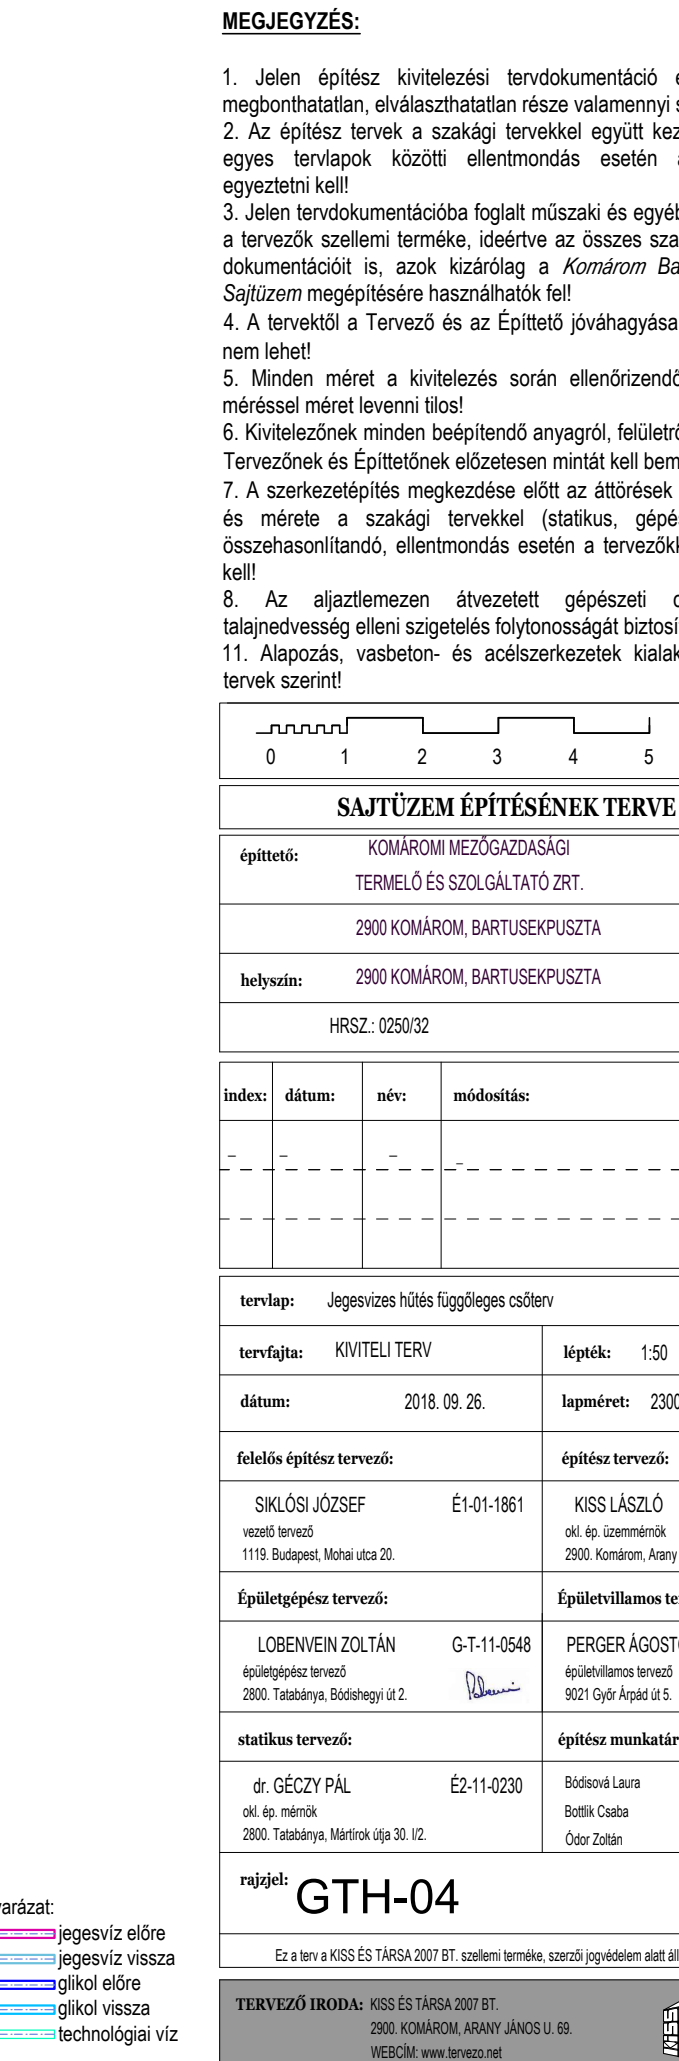 MEGJEGYZÉS:
1. Jelen építész kivitelezési tervdokumentáció
megbonthatatlan, elválaszthatatlan része valamennyi
2. Az építész tervek a szakági tervekkel együtt
egyes tervlapok közötti ellentmondás esetén
egyeztetni kell!
3. Jelen tervdokumentációba foglalt műszaki és
a tervezők szellemi terméke, ideértve az összes
dokumentációit is, azok kizárólag a Komárom
Sajtüzem megépítésére használhatók fel!
4. A tervektől a Tervező és az Építtető jóváhagyása
nem lehet!
5. Minden méret a kivitelezés során
méréssel méret levenni tilos!
6. Kivitelezőnek minden beépítendő anyagról,
Tervezőnek és Építtetőnek előzetesen mintát kell
7. A szerkezetépítés megkezdése előtt az áttörések
és mérete a szakági tervekkel (statikus,
összehasonlítandó, ellentmondás esetén a
kell!
8. Az aljaztlemezen átvezetett gépészeti
talajnedvesség elleni szigetelés folytonosságát
11. Alapozás, vasbeton- és acélszerkezetek
tervek szerint!
0 1 2 3 4 5
SAJTÜZEM ÉPÍTÉSÉNEK TERVE
építtető: KOMÁROMI MEZŐGAZDASÁGI
TERMELŐ ÉS SZOLGÁLTATÓ ZRT.
2900 KOMÁROM, BARTUSEKPUSZTA
helyszín: 2900 KOMÁROM, BARTUSEKPUSZTA
HRSZ.: 0250/32
index: dátum: név: módosítás:
– – – –
tervlap: Jegesvizes hűtés függőleges csőterv
tervfajta: KIVITELI TERV lépték: 1:50
dátum: 2018. 09. 26. lapméret: 2300
felelős építész tervező: építész tervező:
SIKLÓSI JÓZSEF É1-01-1861 KISS LÁSZLÓ
vezető tervező okl. ép. üzemmérnök
1119. Budapest, Mohai utca 20. 2900. Komárom, Arany
Épületgépész tervező: Épületvillamos
LOBENVEIN ZOLTÁN G-T-11-0548 PERGER
épületgépész tervező épületvillamos tervező
2800. Tatabánya, Bódishegyi út 2. 9021 Győr Árpád út 5.
statikus tervező: építész
dr. GÉCZY PÁL É2-11-0230 Bódisová Laura
okl. ép. mérnök Bottlik Csaba
2800. Tatabánya, Mártírok útja 30. I/2. Ódor Zoltán
rajzjel: GTH-04
Ez a terv a KISS ÉS TÁRSA 2007 BT. szellemi terméke, szerzői jogvédelem alatt áll
arázat:
jegesvíz előre
jegesvíz vissza
glikol előre
glikol vissza
technológiai víz
TERVEZŐ IRODA: KISS ÉS TÁRSA 2007 BT.
2900. KOMÁROM, ARANY JÁNOS U. 69.
WEBCÍM: www.tervezo.net
KISS